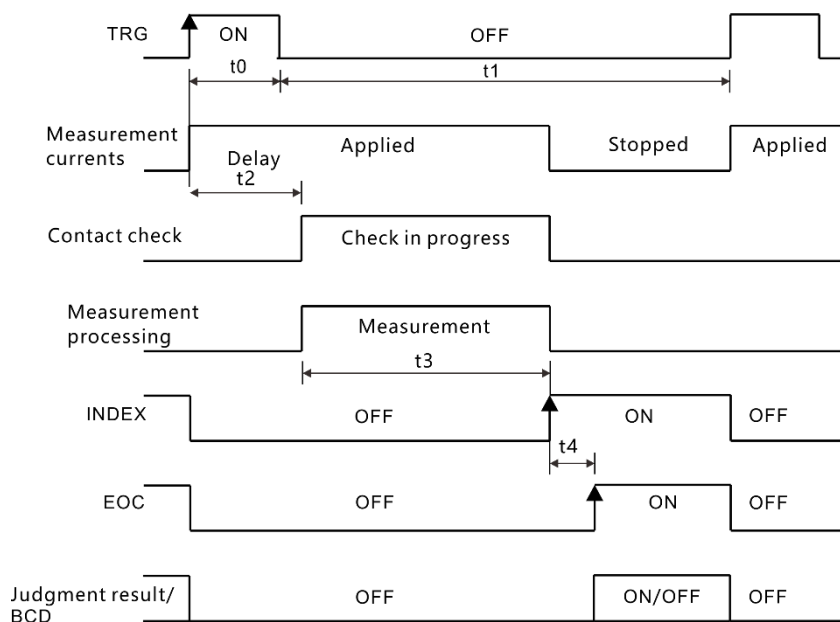 TRG
ON
OFF
t0
t1
Measurement
currents
Applied
Stopped
Applied
Delay
t2
Contact check
Check in progress
Measurement
processing
Measurement
t3
INDEX
OFF
ON
OFF
t4
EOC
OFF
ON
OFF
Judgment result/
BCD
OFF
ON/OFF
OFF